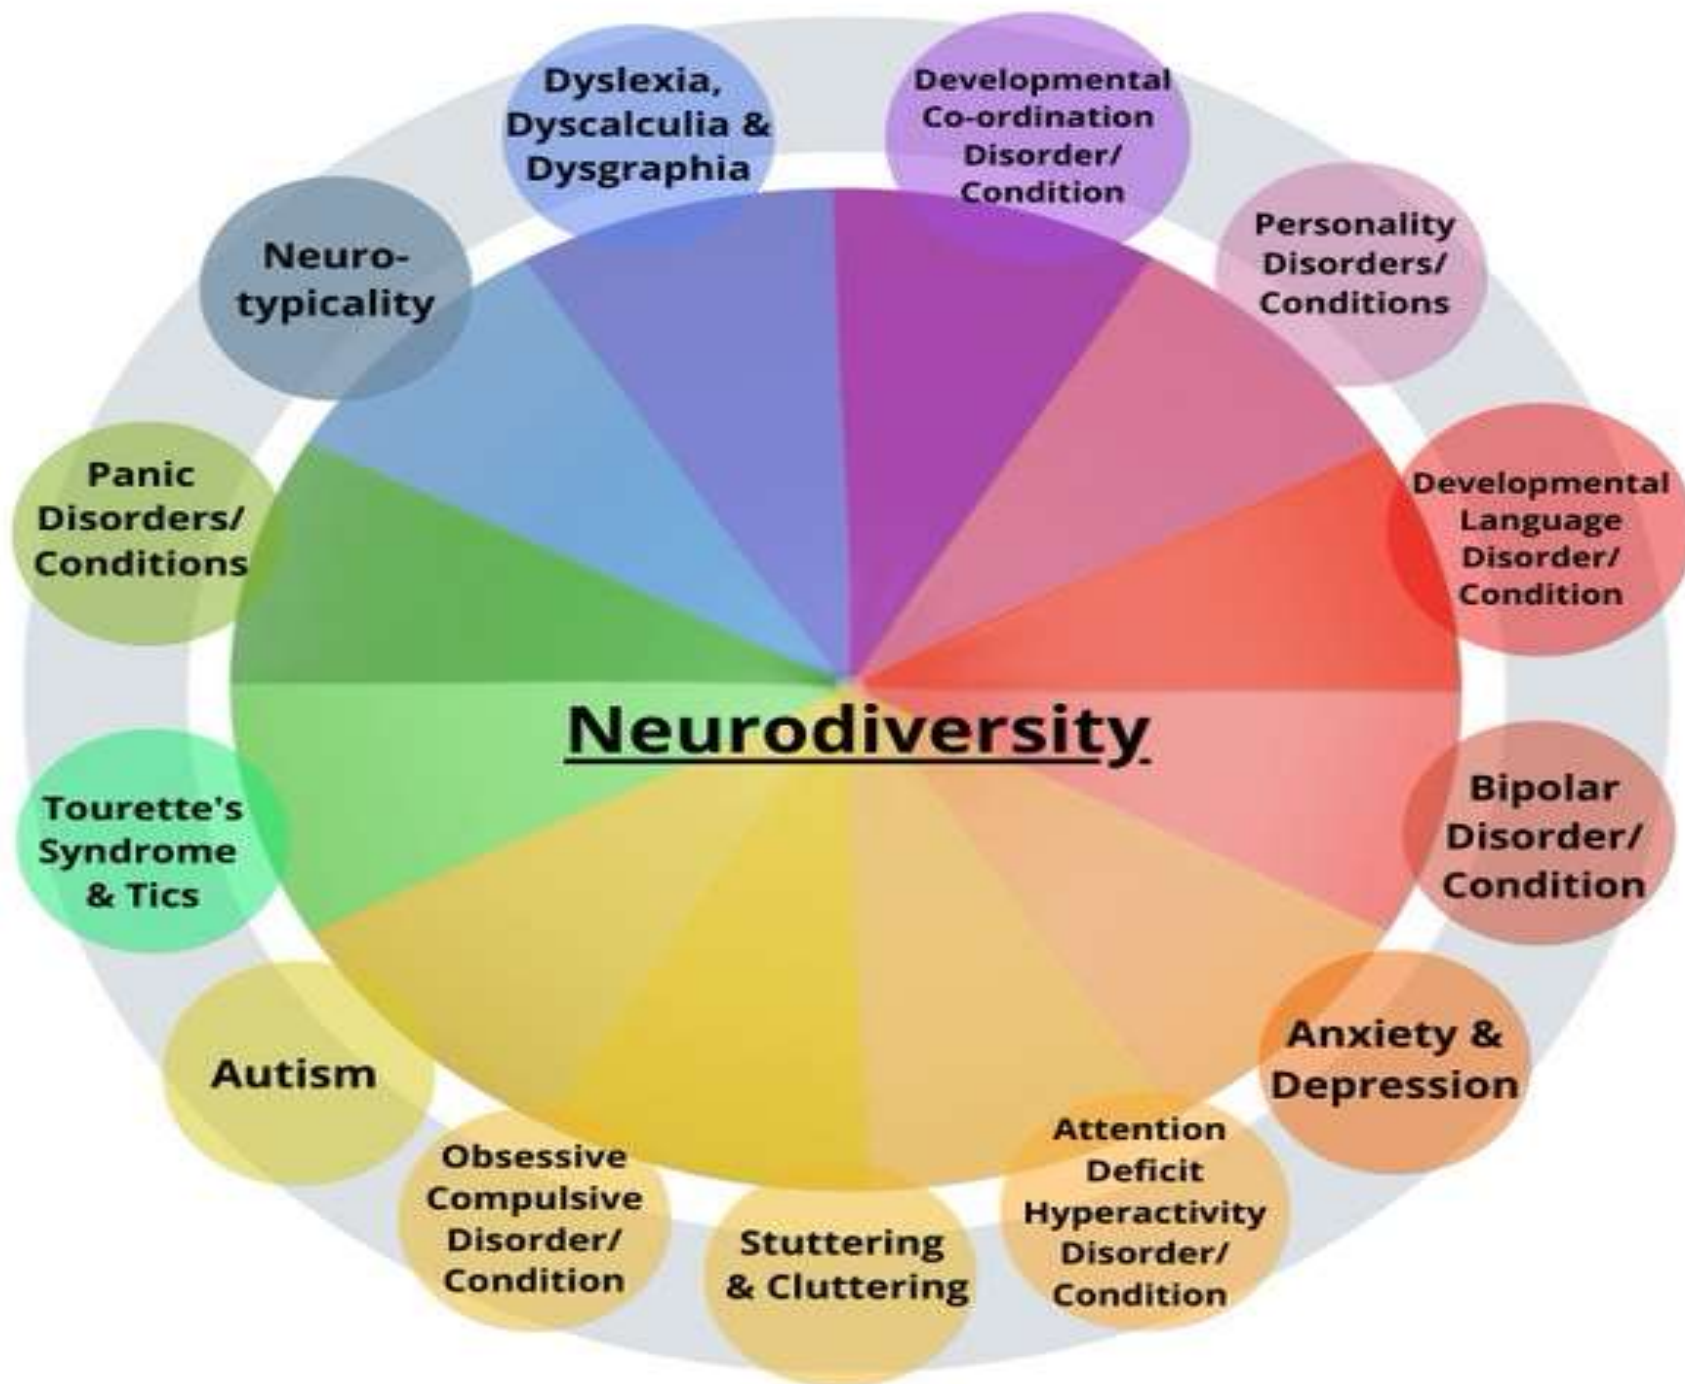 Dyslexia,
Dyscalculia &
Dysgraphia
Developmental
Co-ordination
Disorder/
Condition
Personality
Disorders/
Conditions
Developmental
Language
Disorder/
Condition
Bipolar
Disorder/
Condition
Anxiety &
Depression
Attention
Deficit
Hyperactivity
Disorder/
Condition
Stuttering
& Cluttering
Obsessive
Compulsive
Disorder/
Condition
Autism
Tourette's
Syndrome
& Tics
Panic
Disorders/
Conditions
Neuro-
typicality
Neurodiversity